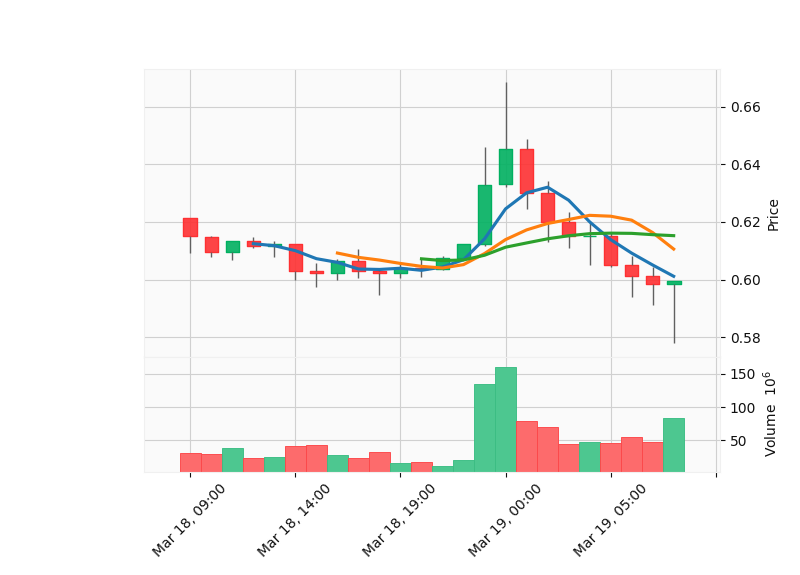 0.66
0.64
0.62
0.60
0.58
Price
150
100
50
Volume 10⁶
Mar 18, 09:00
Mar 18, 14:00
Mar 18, 19:00
Mar 19, 00:00
Mar 19, 05:00